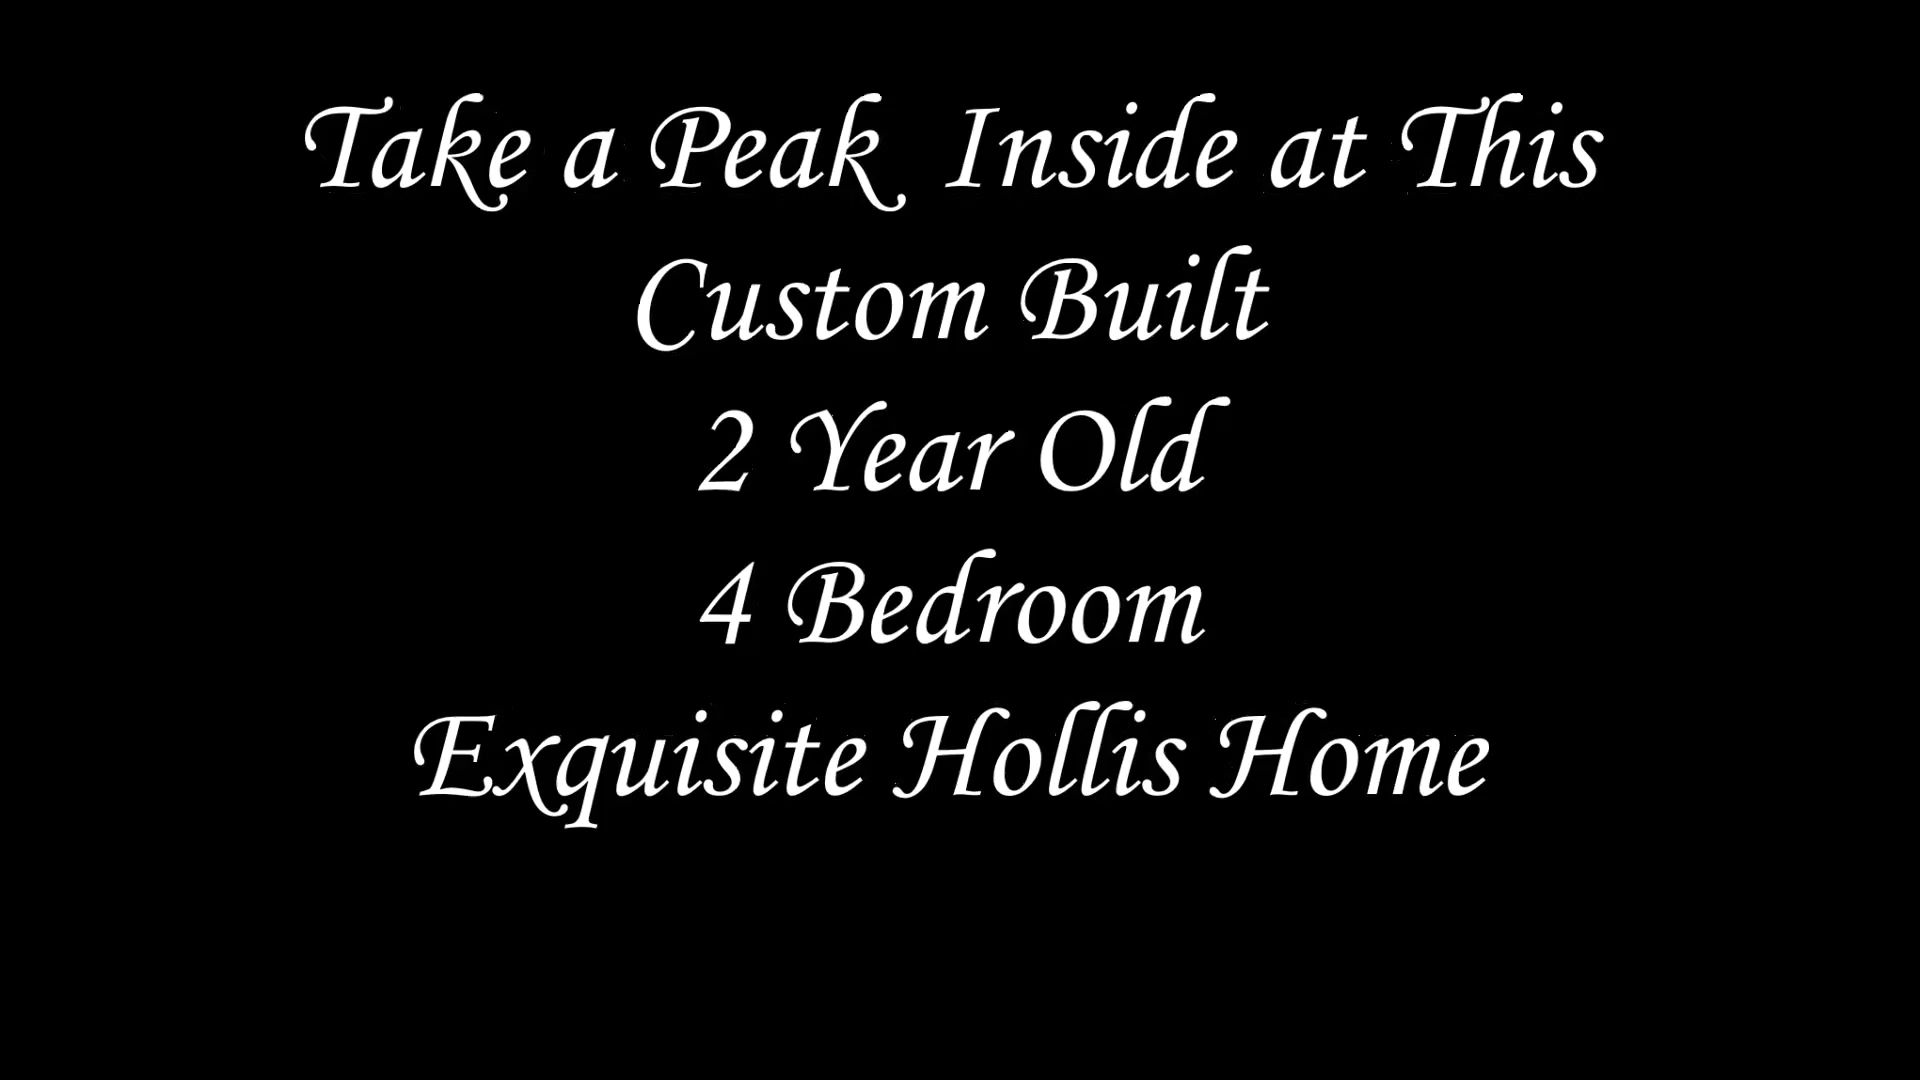 Take a Peak  Inside at This
Custom Built
2 Year Old
4 Bedroom
Exquisite Hollis Home